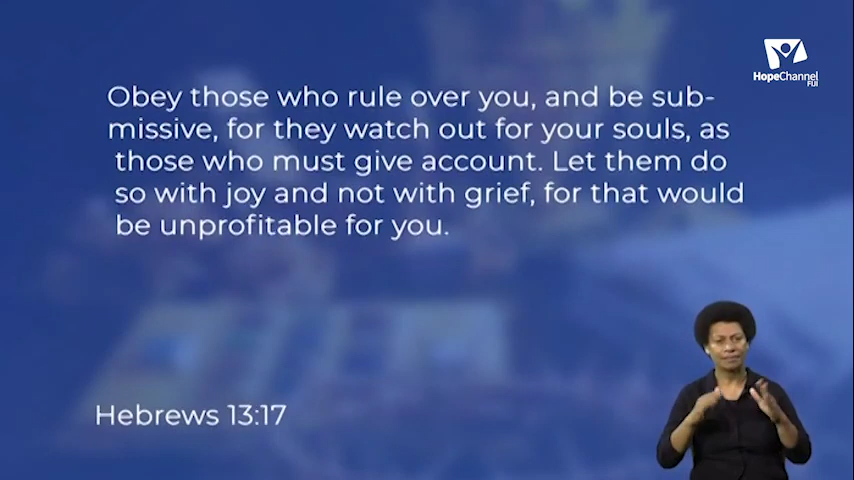 HopeChannel
FIJI
Obey those who rule over you, and be sub-
missive, for they watch out for your souls, as
those who must give account. Let them do
so with joy and not with grief, for that would
be unprofitable for you.
Hebrews 13:17